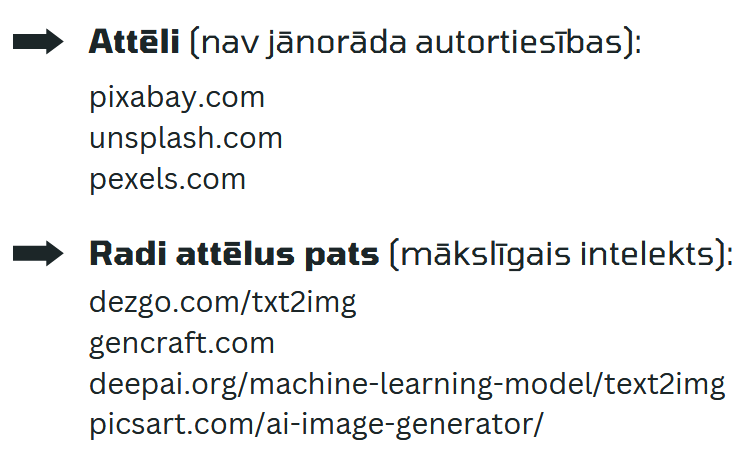 Attēli (nav jānorāda autortiesības):
pixabay.com
unsplash.com
pexels.com
Radi attēlus pats (mākslīgais intelekts):
dezgo.com/txt2img
gencraft.com
deepai.org/machine-learning-model/text2img
picsart.com/ai-image-generator/